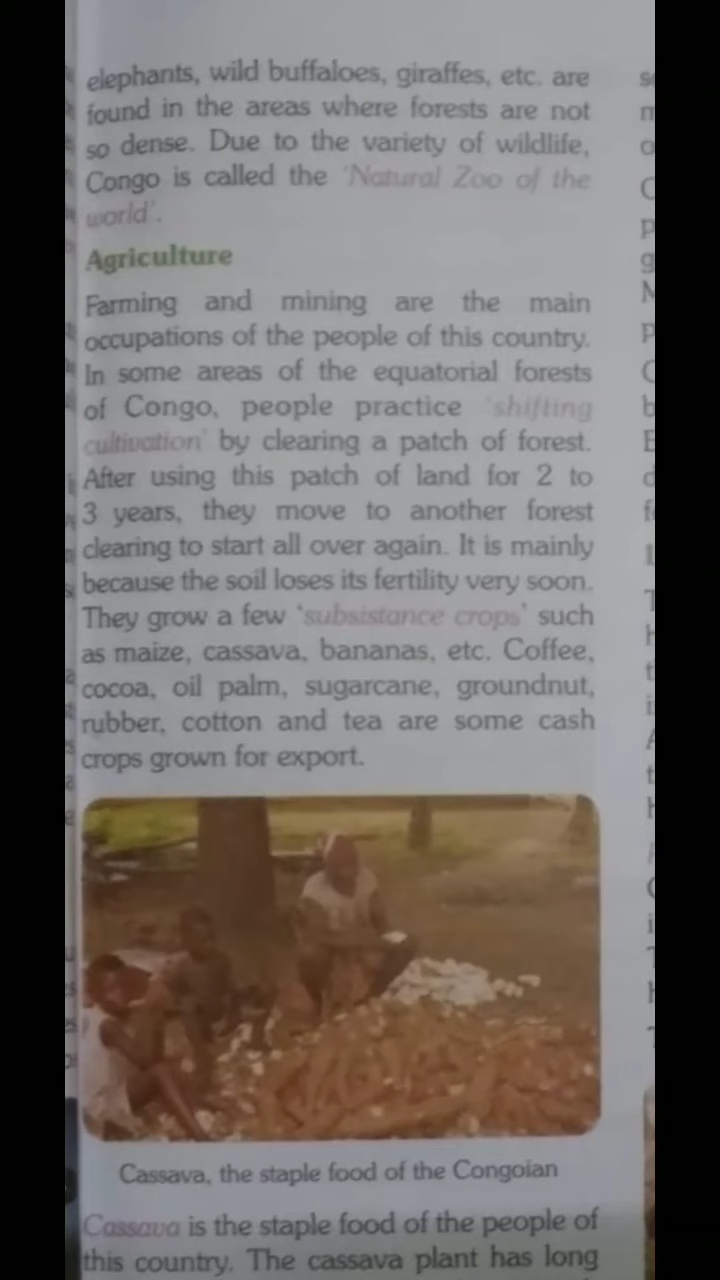 elephants, wild buffaloes, giraffes, etc. are
found in the areas where forests are not
so dense. Due to the variety of wildlife,
Congo is called the 'Natural Zoo of the
world'.
Agriculture
Farming and mining are the main
occupations of the people of this country.
In some areas of the equatorial forests
of Congo, people practice 'shifting
cultivation' by clearing a patch of forest.
After using this patch of land for 2 to
3 years, they move to another forest
clearing to start all over again. It is mainly
because the soil loses its fertility very soon.
They grow a few 'subsistance crops' such
as maize, cassava, bananas, etc. Coffee,
cocoa, oil palm, sugarcane, groundnut,
rubber, cotton and tea are some cash
crops grown for export.
Cassava, the staple food of the Congoian
Cassava is the staple food of the people of
this country. The cassava plant has long